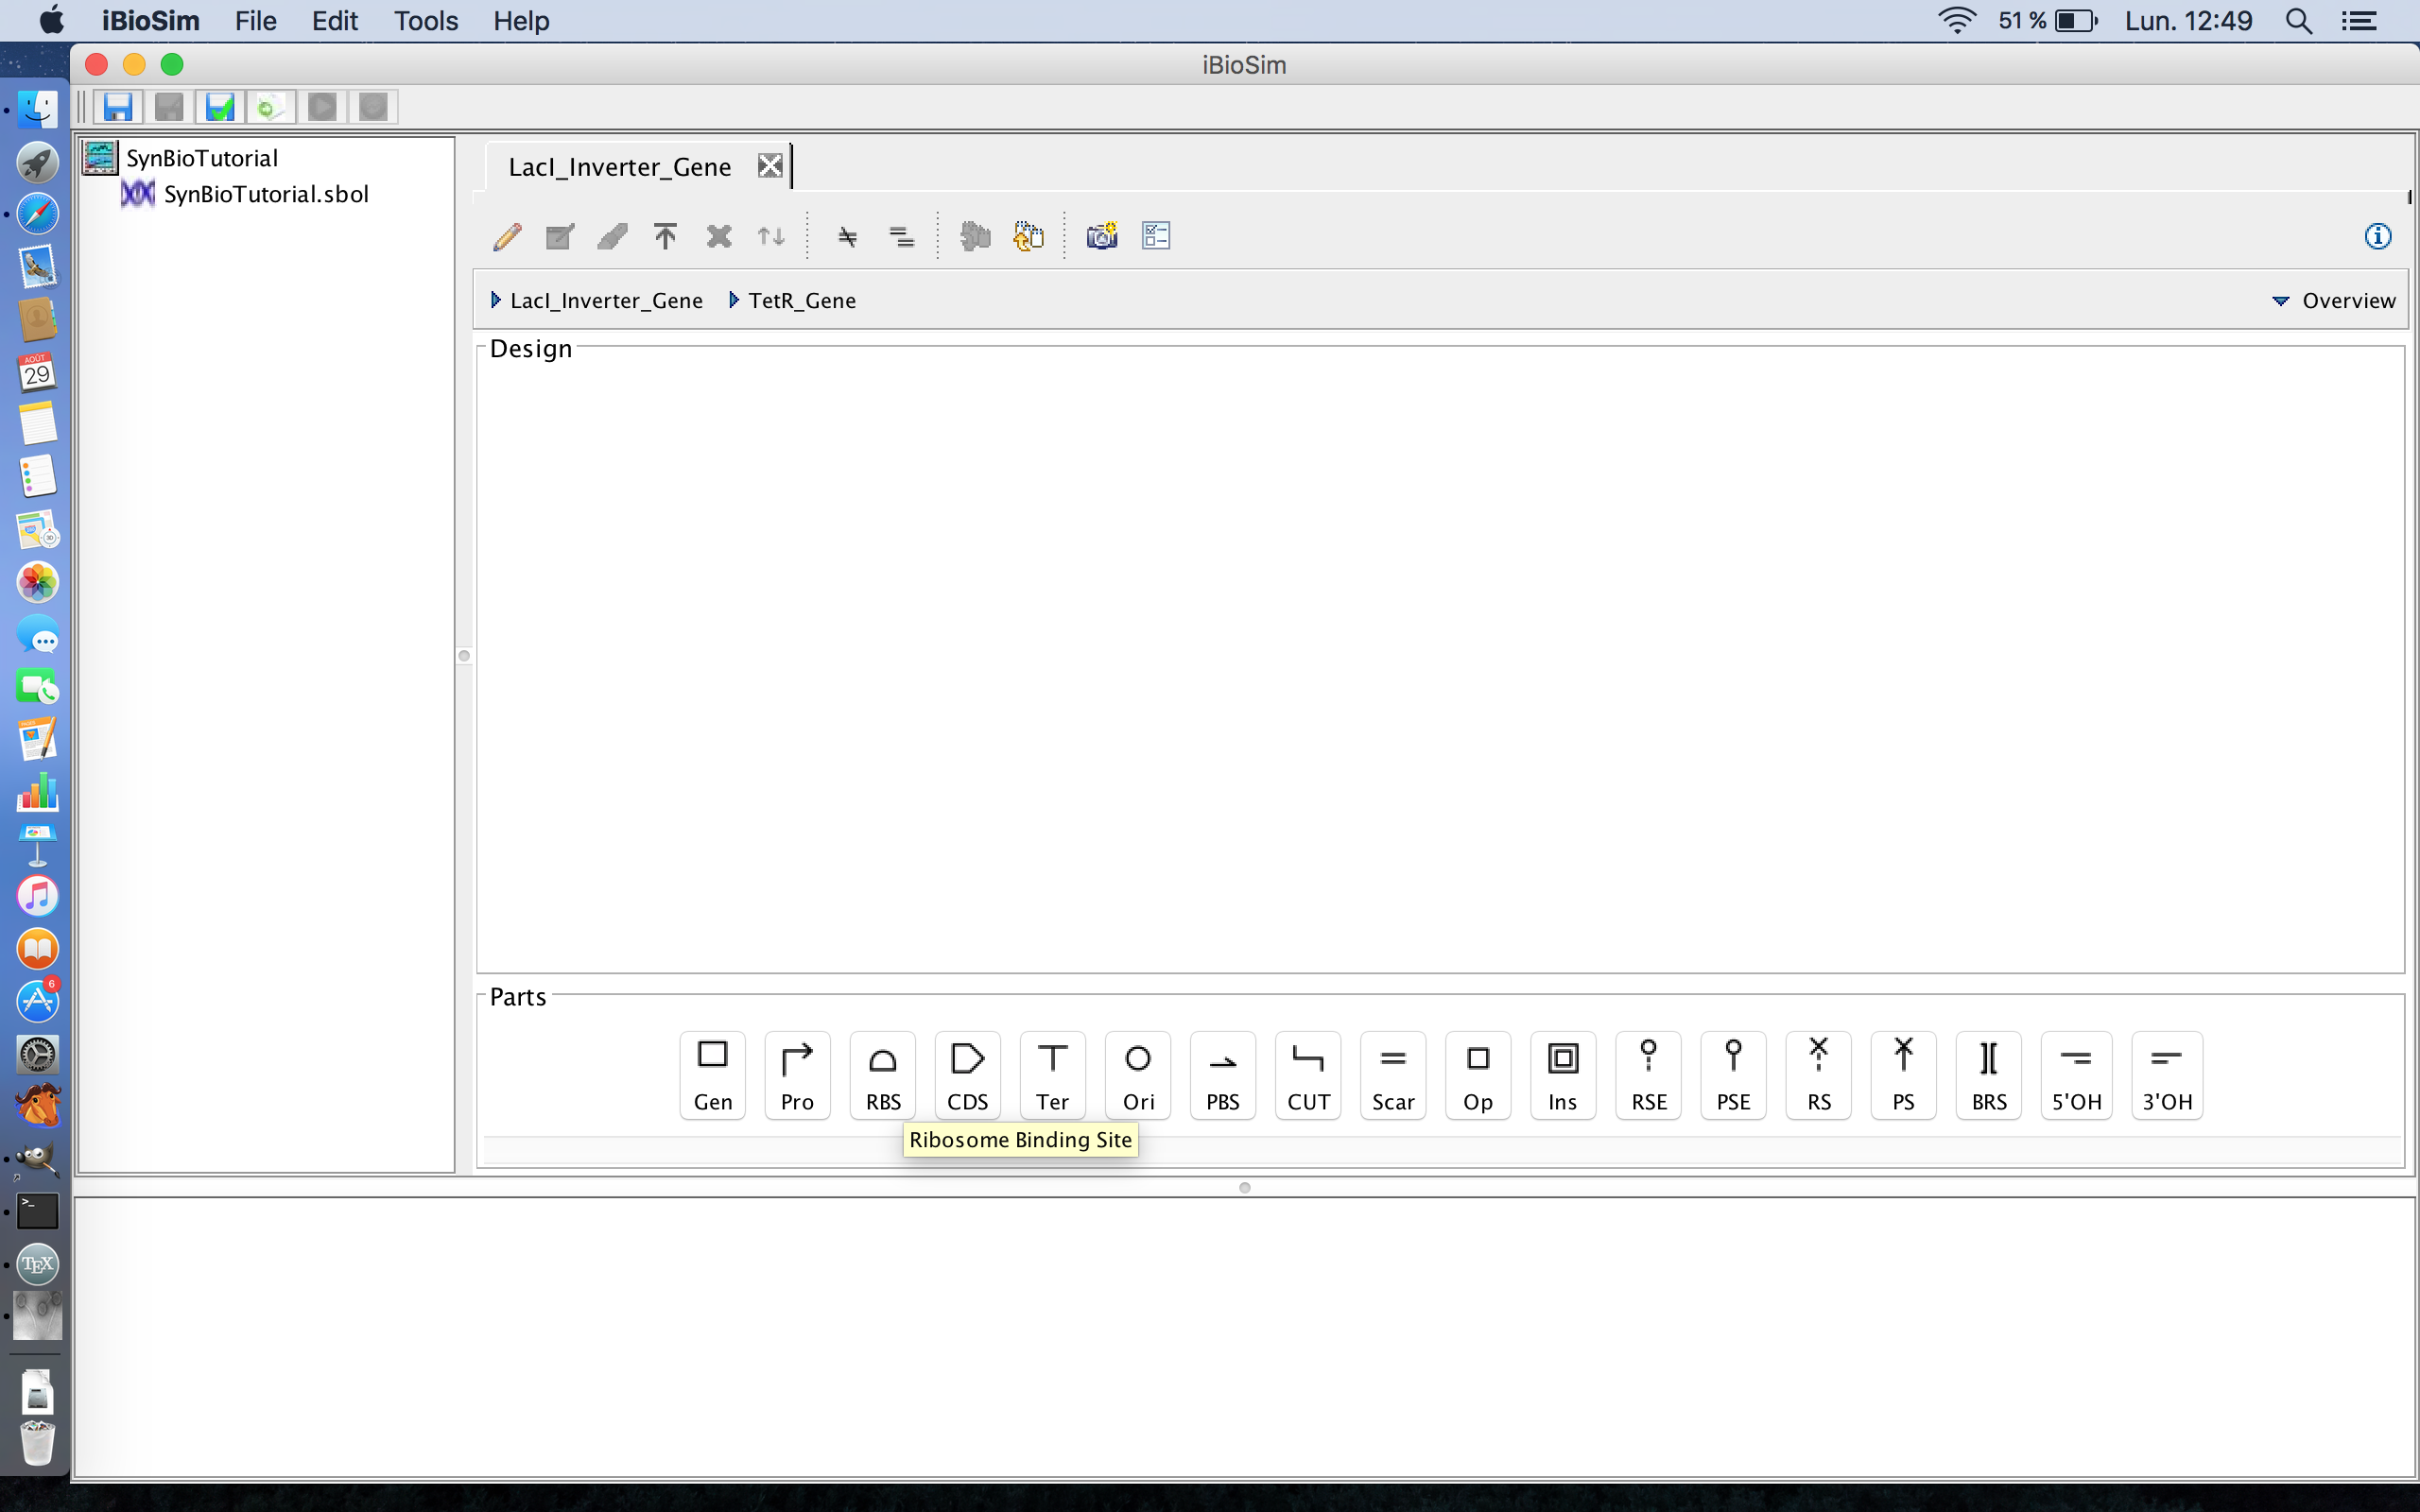 iBioSim File Edit Tools Help 51 % Lun. 12:49
iBioSim
SynBioTutorial
SynBioTutorial.sbol
LacI_Inverter_Gene
LacI_Inverter_Gene TetR_Gene Overview
Design
Parts
Gen Pro RBS CDS Ter Ori PBS CUT Scar Op Ins RSE PSE RS PS BRS 5'OH 3'OH
Ribosome Binding Site
AOÛT
29
PAGES
6
>_
TEX